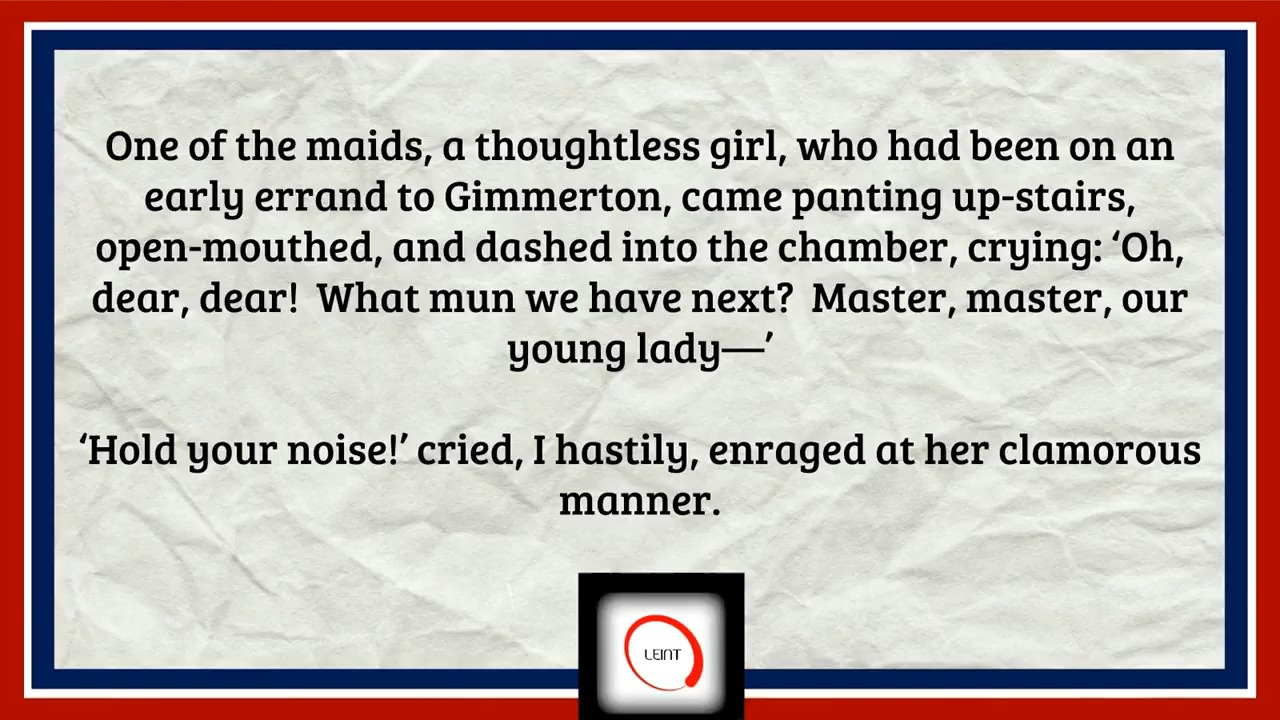 One of the maids, a thoughtless girl, who had been on an
early errand to Gimmerton, came panting up-stairs,
open-mouthed, and dashed into the chamber, crying: ‘Oh,
dear, dear!  What mun we have next?  Master, master, our
young lady—’
‘Hold your noise!’ cried, I hastily, enraged at her clamorous
manner.
LEINT